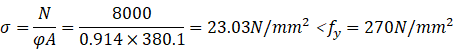 σ = N/φA = 8000/0.914×380.1 = 23.03N/mm² <f_y = 270N/mm²